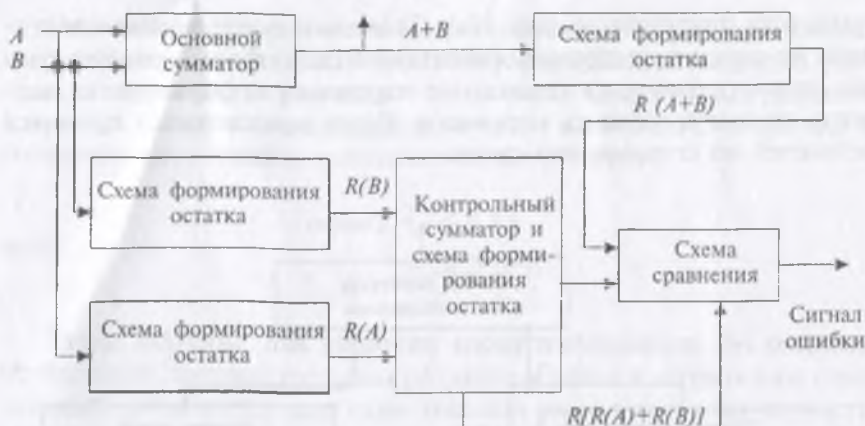 A
B
Основной
сумматор
A+B
Схема формирования
остатка
R (A+B)
Схема формирования
остатка
R(B)
Контрольный
сумматор и
схема форми-
рования
остатка
Схема
сравнения
Сигнал
ошибки
Схема формирования
остатка
R(A)
R[R(A)+R(B)]